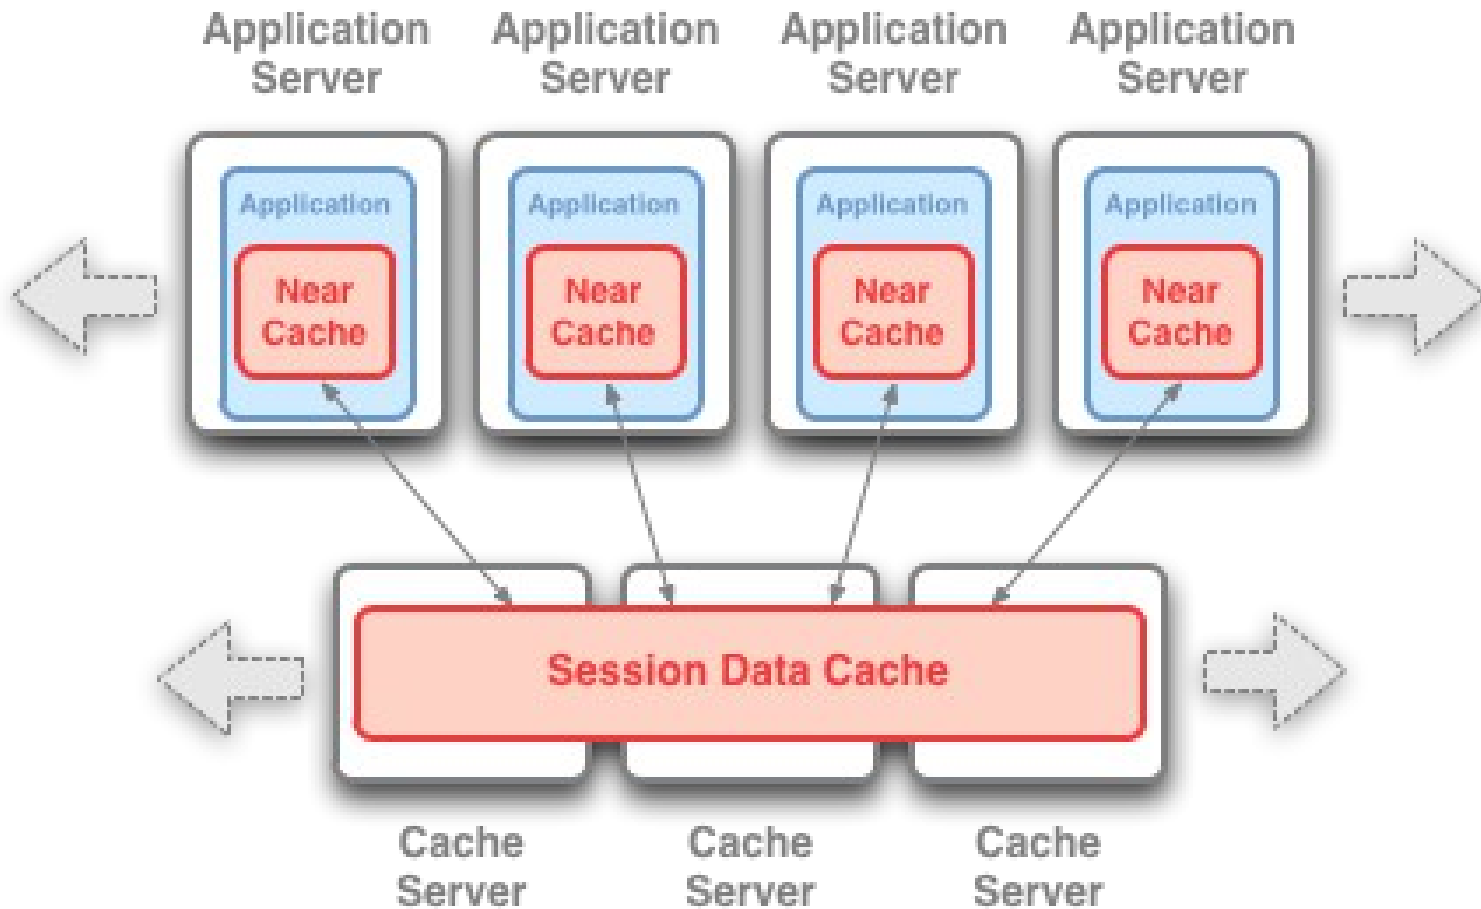 Application Application Application Application
Server Server Server Server
Application Application Application Application
Near Near Near Near
Cache Cache Cache Cache
Session Data Cache
Cache Cache Cache
Server Server Server